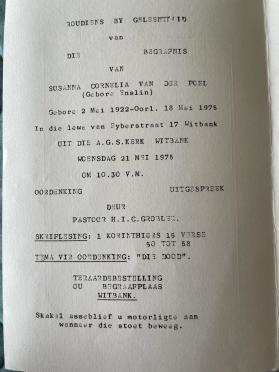 ROUDIENS BY GELEENTHEID
van
DIE BEGRAFNIS
VAN
SUSANNA CORNELIA VAN DER POEL
(Gebore Enslin)
Gebore 2 Mei 1922-Oorl. 18 Mei 1975
In die lewe van Eyberstraat 17 Witbank
UIT DIE A.G.S.KERK WITBANK
WOENSDAG 21 MEI 1975
OM 10.30 V.M.
OORDENKING UITGESPREEK
DEUR
PASTOOR H.I.C.GROBLER.
SKRIPLESING: 1 KORINTHIERS 15 VERSE
50 TOT 58
TEMA VIR OORDENKING: "DIE DOOD".
TERAARDEBESTELLING
OU BEGRAAFPLAAS
WITBANK.
Skakel asseblief u motorligte aan
wanneer die stoet beweeg.